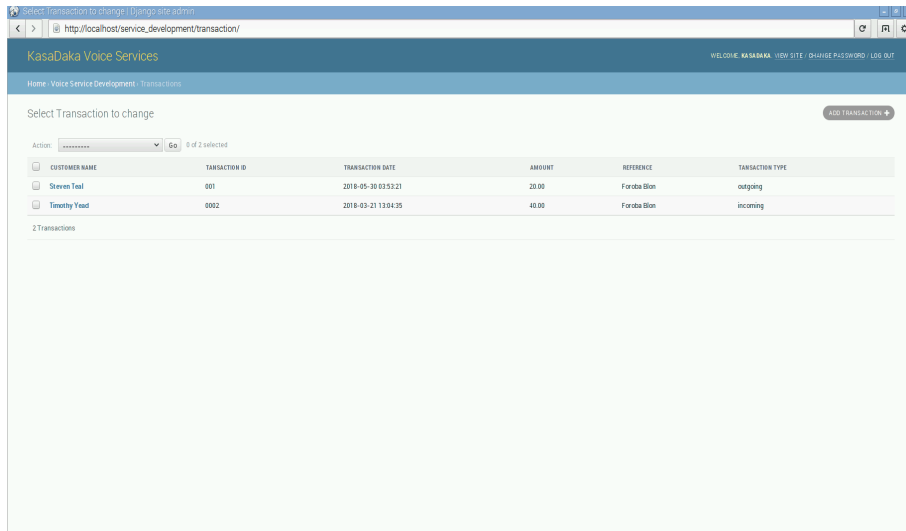 Select Transaction to change | Django site admin
http://localhost/service_development/transaction/
KasaDaka Voice Services
WELCOME, KASADAKA. VIEW SITE / CHANGE PASSWORD / LOG OUT
Home › Voice Service Development › Transactions
Select Transaction to change
ADD TRANSACTION +
Action: --------- Go 0 of 2 selected
CUSTOMER NAME TANSACTION ID TRANSACTION DATE AMOUNT REFERENCE TANSACTION TYPE
Steven Teal 001 2018-05-30 03:53:21 20.00 Foroba Blon outgoing
Timothy Yead 0002 2018-03-21 13:04:35 40.00 Foroba Blon incoming
2 Transactions